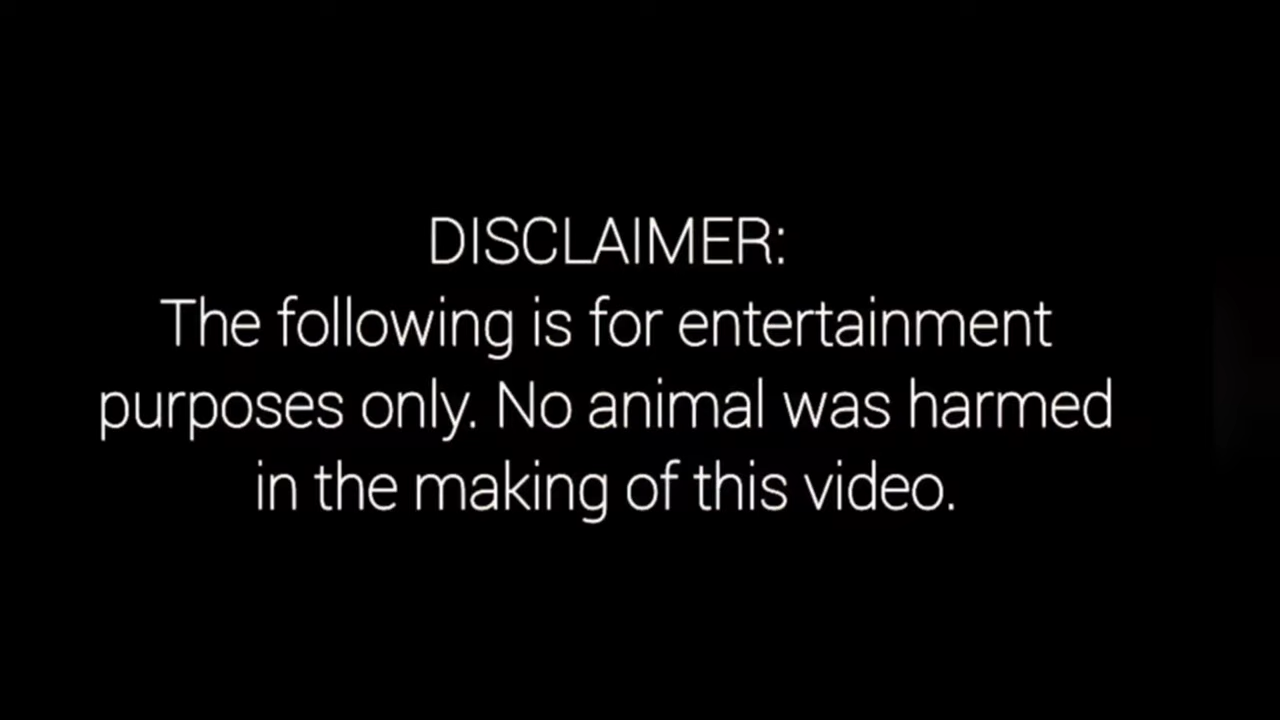 DISCLAIMER:
The following is for entertainment
purposes only. No animal was harmed
in the making of this video.